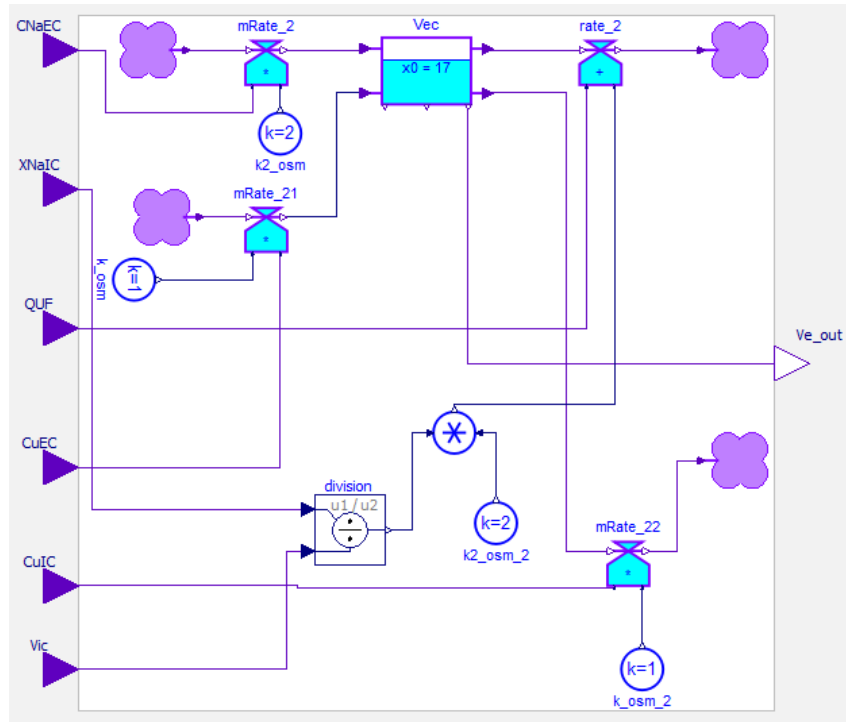 CNaEC
mRate_2
Vec
rate_2
x0 = 17
*
+
k=2
k2_osm
XNaIC
mRate_21
*
k_osm
k=1
QUF
Ve_out
CuEC
*
division
u1/u2
k=2
k2_osm_2
mRate_22
*
CuIC
Vic
k=1
k_osm_2